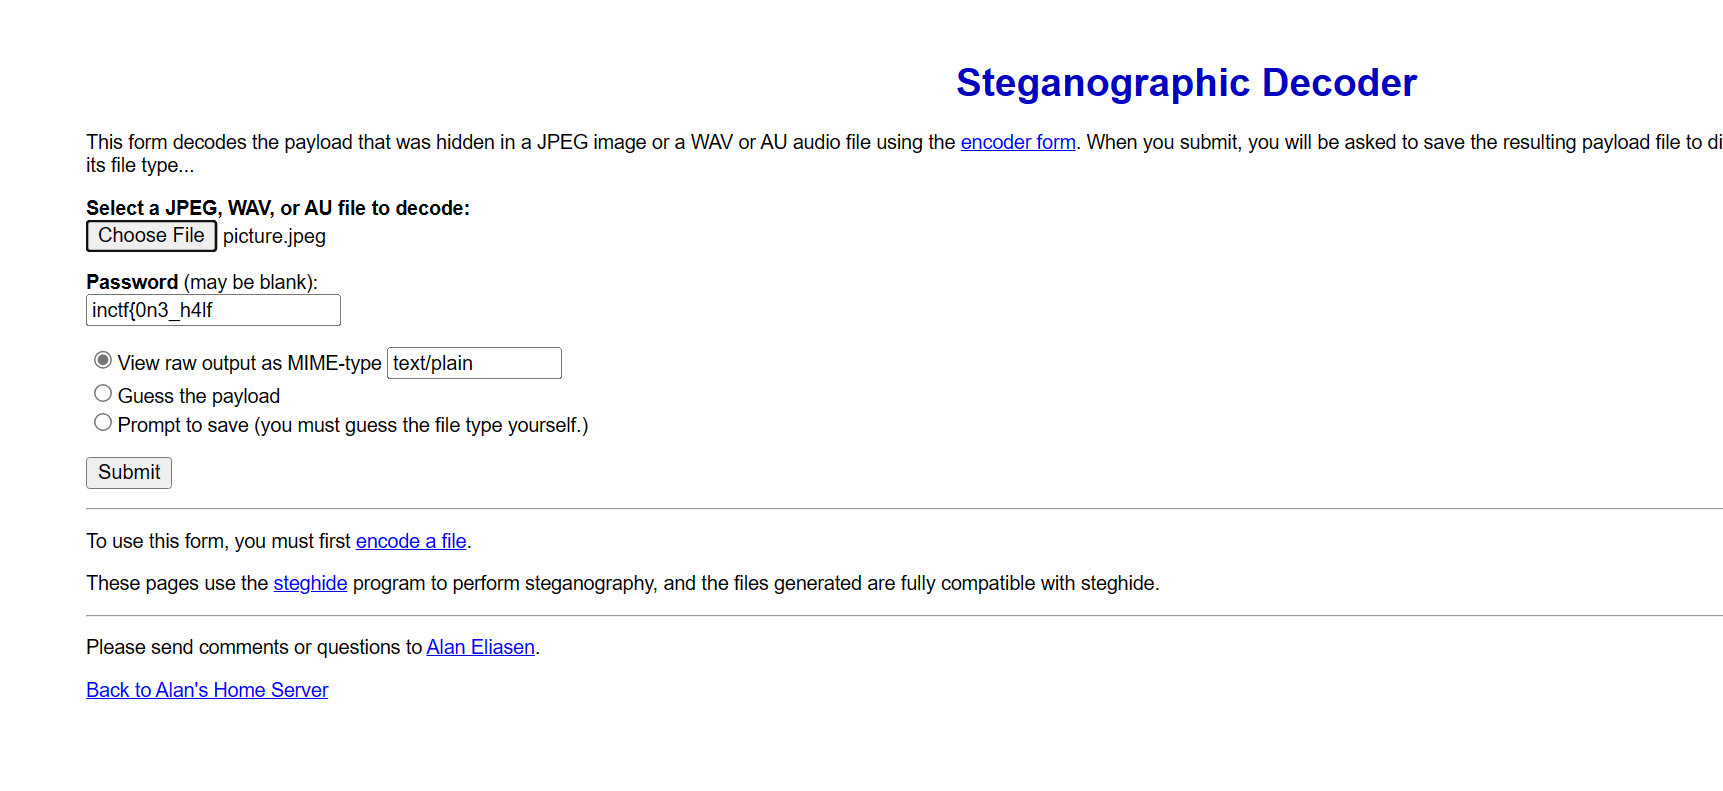 Steganographic Decoder
This form decodes the payload that was hidden in a JPEG image or a WAV or AU audio file using the encoder form. When you submit, you will be asked to save the resulting payload file to di
its file type...
Select a JPEG, WAV, or AU file to decode:
Choose File picture.jpeg
Password (may be blank):
inctf{0n3_h4lf
View raw output as MIME-type text/plain
Guess the payload
Prompt to save (you must guess the file type yourself.)
Submit
To use this form, you must first encode a file.
These pages use the steghide program to perform steganography, and the files generated are fully compatible with steghide.
Please send comments or questions to Alan Eliasen.
Back to Alan's Home Server